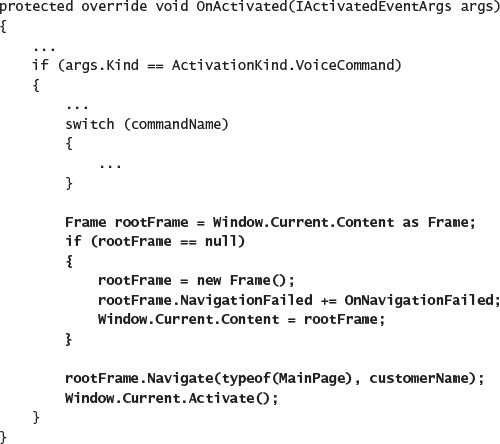 protected override void OnActivated(IActivatedEventArgs args)
{
    ...
    if (args.Kind == ActivationKind.VoiceCommand)
    {
        ...
        switch (commandName)
        {
            ...
        }

        Frame rootFrame = Window.Current.Content as Frame;
        if (rootFrame == null)
        {
            rootFrame = new Frame();
            rootFrame.NavigationFailed += OnNavigationFailed;
            Window.Current.Content = rootFrame;
        }

        rootFrame.Navigate(typeof(MainPage), customerName);
        Window.Current.Activate();
    }
}